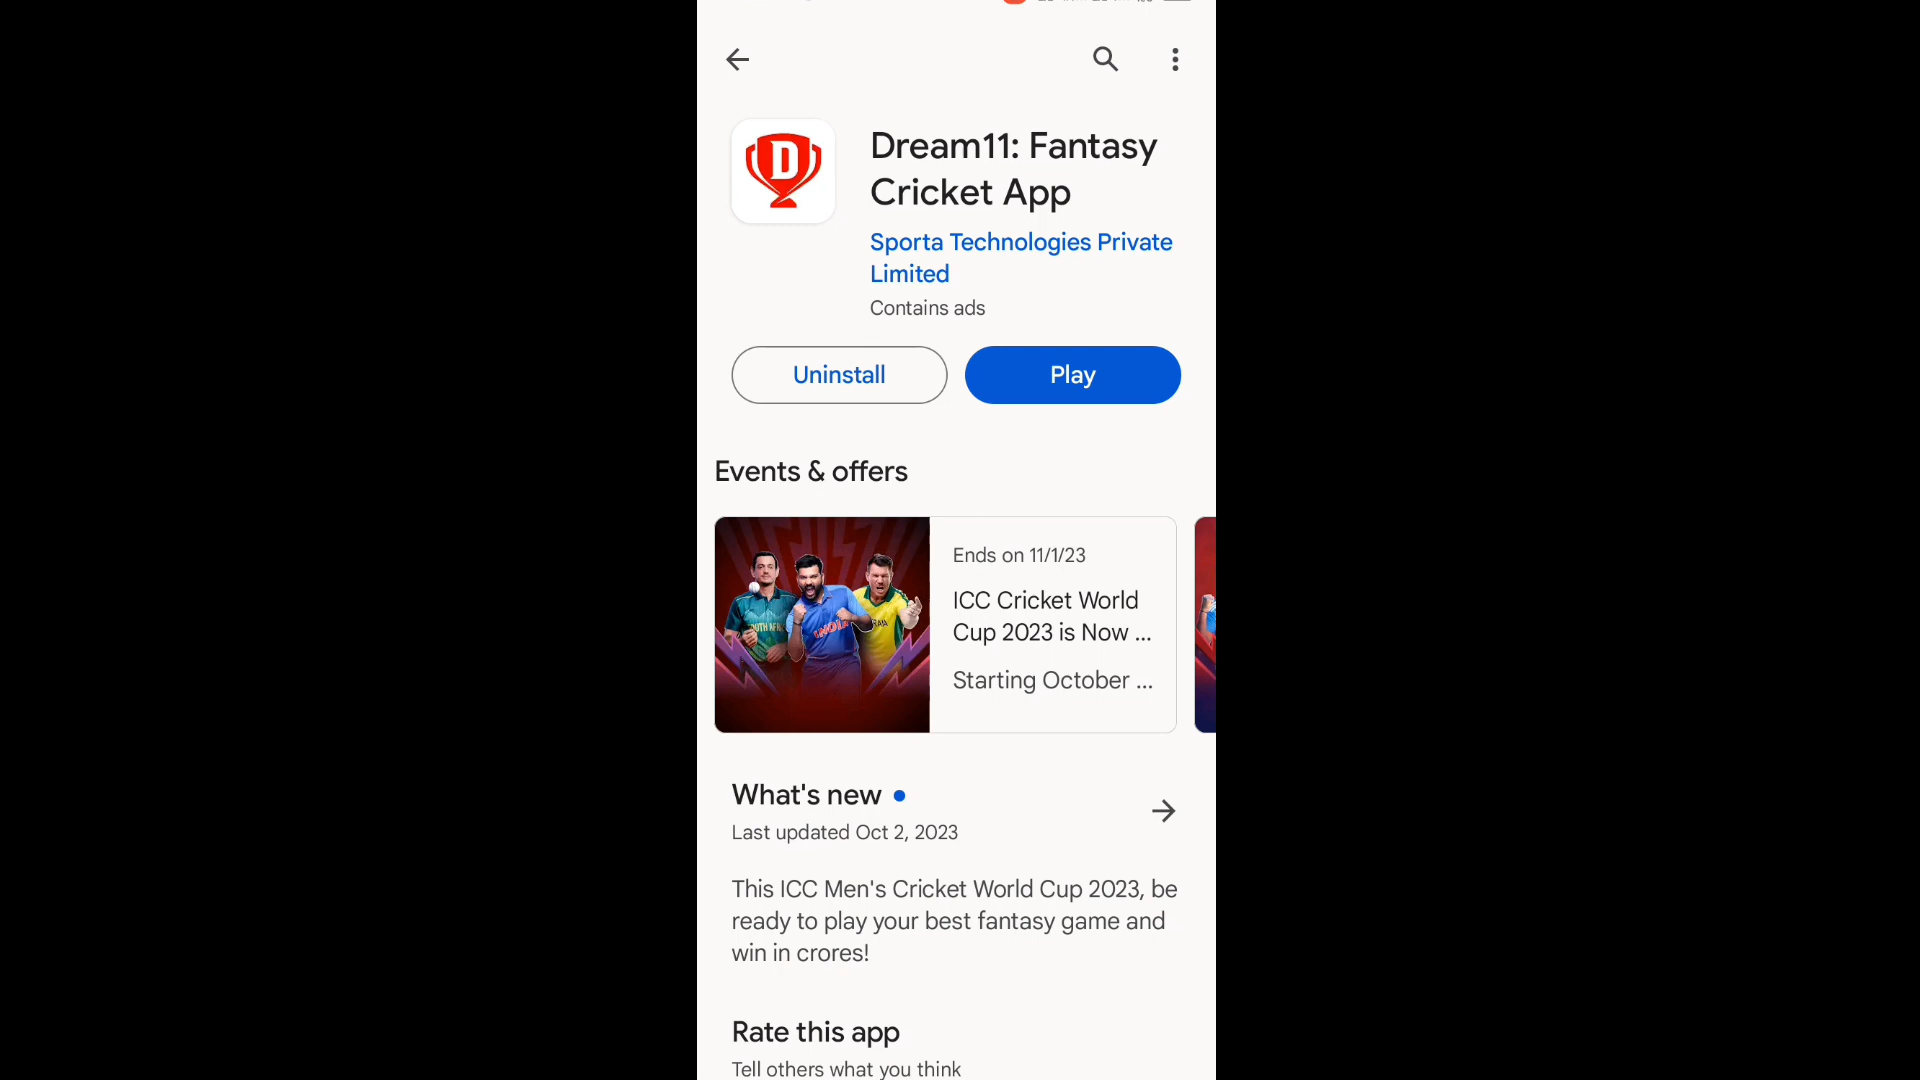 D
Dream11: Fantasy
Cricket App
Sporta Technologies Private
Limited
Contains ads
Uninstall
Play
Events & offers
Ends on 11/1/23
ICC Cricket World
Cup 2023 is Now ...
Starting October ...
INDIA
What's new
Last updated Oct 2, 2023
This ICC Men's Cricket World Cup 2023, be
ready to play your best fantasy game and
win in crores!
Rate this app
Tell others what you think